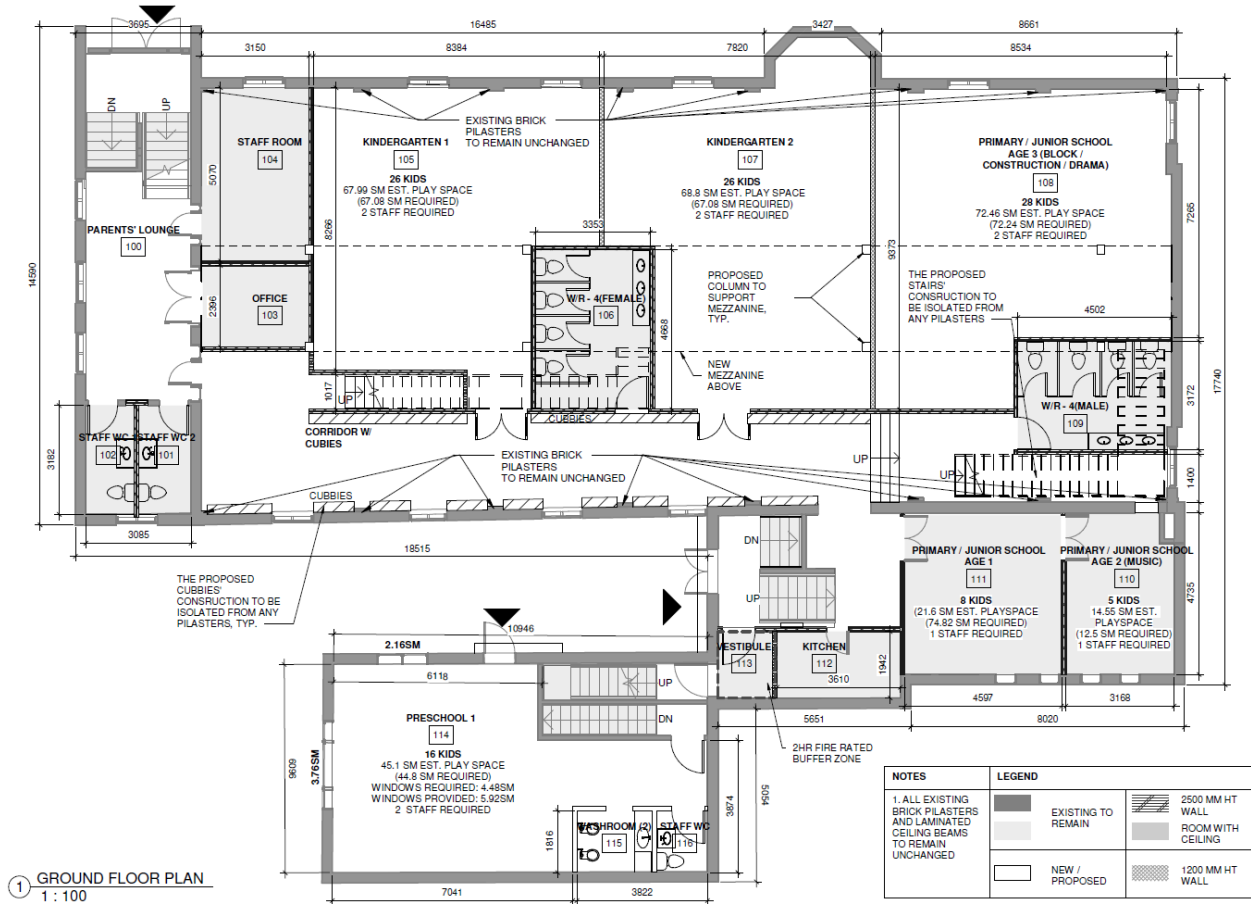 3695
16485
3427
8661
3150
8384
7820
8534
DN
UP
STAFF ROOM
104
5070
EXISTING BRICK
PILASTERS
TO REMAIN UNCHANGED
KINDERGARTEN 1
105
26 KIDS
67.99 SM EST. PLAY SPACE
(67.08 SM REQUIRED)
2 STAFF REQUIRED
8266
KINDERGARTEN 2
107
26 KIDS
68.8 SM EST. PLAY SPACE
(67.08 SM REQUIRED)
2 STAFF REQUIRED
PRIMARY / JUNIOR SCHOOL
AGE 3 (BLOCK /
CONSTRUCTION / DRAMA)
108
28 KIDS
72.46 SM EST. PLAY SPACE
(72.24 SM REQUIRED)
2 STAFF REQUIRED
7265
9373
14590
17740
PARENTS' LOUNGE
100
3353
OFFICE
103
2396
W/R - 4(FEMALE)
106
4668
PROPOSED
COLUMN TO
SUPPORT
MEZZANINE,
TYP.
THE PROPOSED
STAIRS'
CONSRUCTION TO
BE ISOLATED FROM
ANY PILASTERS
4502
NEW
MEZZANINE
ABOVE
1017
UP
CUBBIES
W/R - 4(MALE)
109
3172
CORRIDOR W/
CUBIES
STAFF WC 1
102
STAFF WC 2
101
3182
EXISTING BRICK
PILASTERS
TO REMAIN UNCHANGED
UP
UP
1400
CUBBIES
3085
18515
DN
UP
PRIMARY / JUNIOR SCHOOL
AGE 1
111
8 KIDS
(21.6 SM EST. PLAYSPACE
(74.82 SM REQUIRED)
1 STAFF REQUIRED
PRIMARY / JUNIOR SCHOOL
AGE 2 (MUSIC)
110
5 KIDS
14.55 SM EST.
PLAYSPACE
(12.5 SM REQUIRED)
1 STAFF REQUIRED
4735
THE PROPOSED
CUBBIES'
CONSRUCTION TO BE
ISOLATED FROM ANY
PILASTERS, TYP.
10946
2.16SM
VESTIBULE
113
KITCHEN
112
1942
3610
6118
UP
DN
4597
3168
5651
8020
PRESCHOOL 1
114
16 KIDS
45.1 SM EST. PLAY SPACE
(44.8 SM REQUIRED)
WINDOWS REQUIRED: 4.48SM
WINDOWS PROVIDED: 5.92SM
2 STAFF REQUIRED
9609
3.76SM
2HR FIRE RATED
BUFFER ZONE
3874
5054
WASHROOM (2)
115
STAFF WC
116
1816
7041
3822
NOTES
1. ALL EXISTING
BRICK PILASTERS
AND LAMINATED
CEILING BEAMS
TO REMAIN
UNCHANGED
LEGEND
EXISTING TO
REMAIN
2500 MM HT
WALL
ROOM WITH
CEILING
NEW /
PROPOSED
1200 MM HT
WALL
1 GROUND FLOOR PLAN
1 : 100